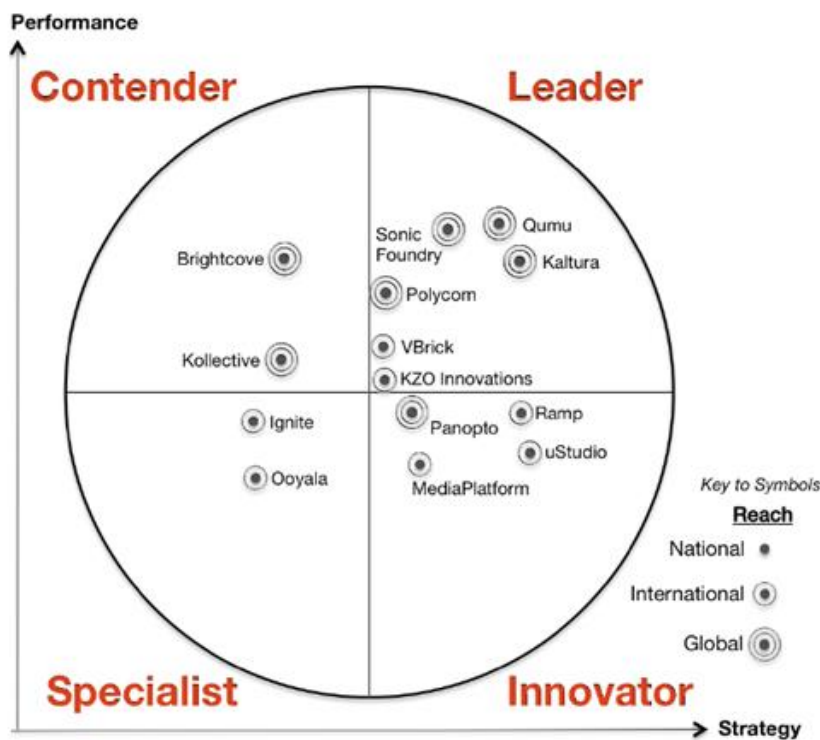 Performance
Contender
Leader
Sonic
Foundry
Qumu
Brightcove
Kaltura
Polycom
VBrick
Kollective
KZO Innovations
Ignite
Panopto
Ramp
uStudio
Ooyala
MediaPlatform
Key to Symbols
Reach
National
International
Global
Specialist
Innovator
Strategy